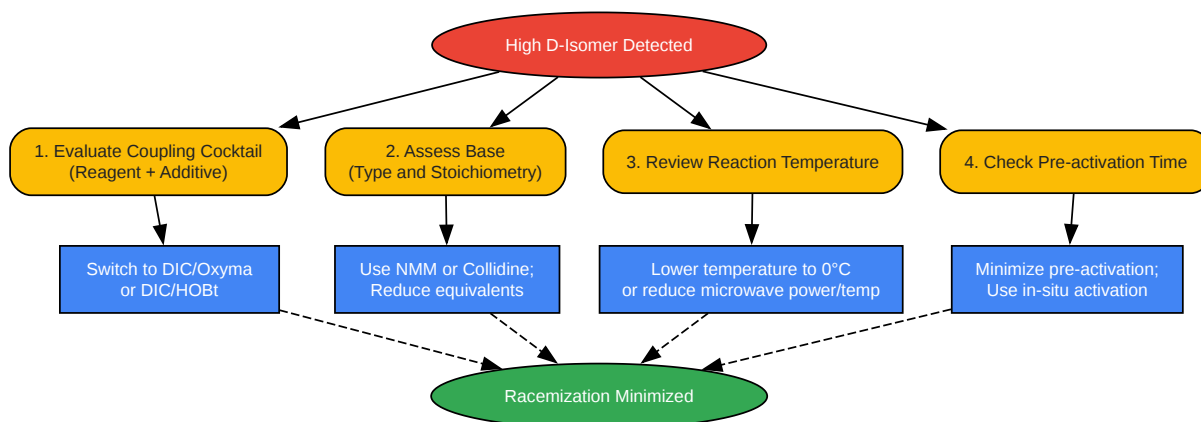 High D-Isomer Detected
1. Evaluate Coupling Cocktail
(Reagent + Additive)
2. Assess Base
(Type and Stoichiometry)
3. Review Reaction Temperature
4. Check Pre-activation Time
Switch to DIC/Oxyma
or DIC/HOBt
Use NMM or Collidine;
Reduce equivalents
Lower temperature to 0°C
or reduce microwave power/temp
Minimize pre-activation;
Use in-situ activation
Racemization Minimized